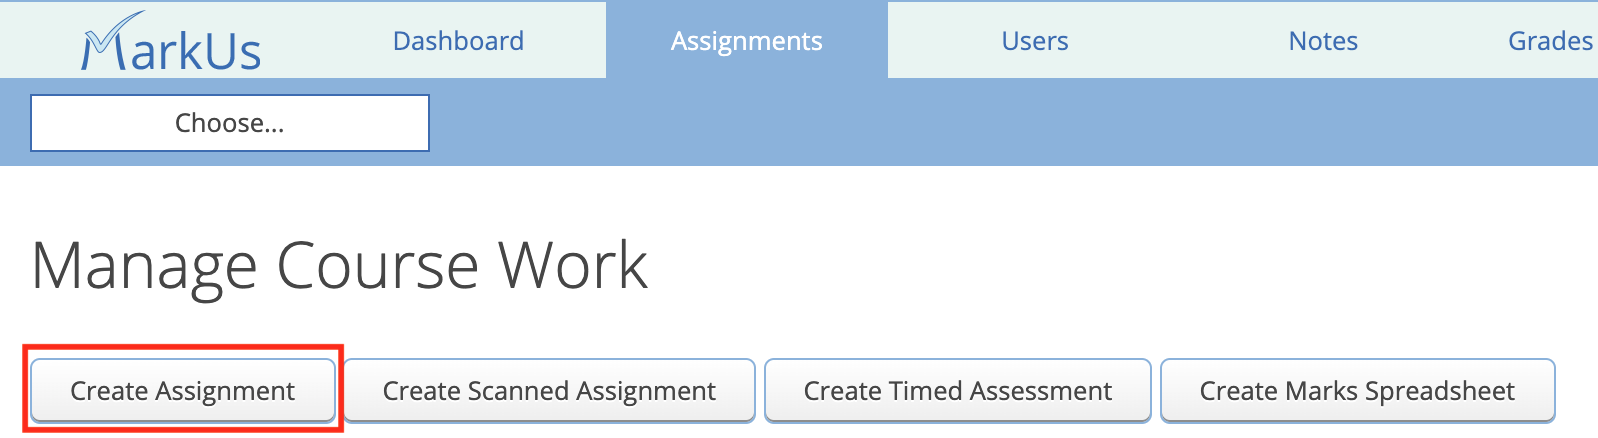 MarkUs Dashboard Assignments Users Notes Grades
Choose...
Manage Course Work
Create Assignment Create Scanned Assignment Create Timed Assessment Create Marks Spreadsheet